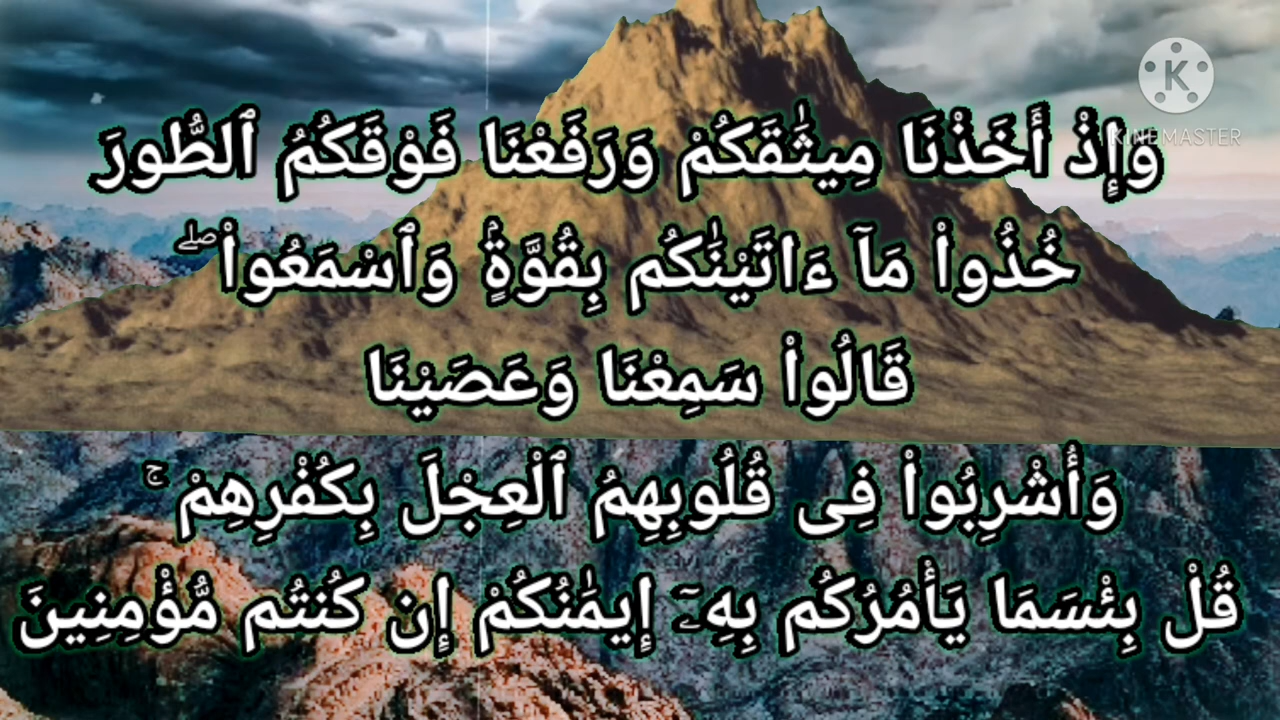 KINEMASTER
وَإِذْ أَخَذْنَا مِيثَٰقَكُمْ وَرَفَعْنَا فَوْقَكُمُ ٱلطُّورَ
خُذُوا۟ مَآ ءَاتَيْنَٰكُم بِقُوَّةٍۢ وَٱسْمَعُوا۟ ۖ
قَالُوا۟ سَمِعْنَا وَعَصَيْنَا
وَأُشْرِبُوا۟ فِى قُلُوبِهِمُ ٱلْعِجْلَ بِكُفْرِهِمْ ۚ
قُلْ بِئْسَمَا يَأْمُرُكُم بِهِۦٓ إِيمَٰنُكُمْ إِن كُنتُم مُّؤْمِنِينَ